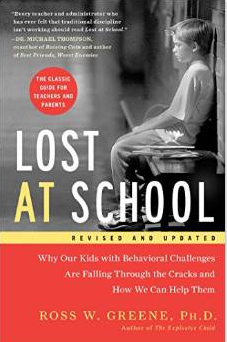 "Every teacher and administrator who
has ever felt that traditional discipline
isn't working should read Lost at School."
—DR. MICHAEL THOMPSON,
coauthor of Raising Cain and author
of Best Friends, Worst Enemies
THE CLASSIC
GUIDE FOR
TEACHERS AND
PARENTS
LOST
AT SCHOOL
REVISED AND UPDATED
Why Our Kids with Behavioral Challenges
Are Falling Through the Cracks and
How We Can Help Them
ROSS W. GREENE, PH.D.
Author of The Explosive Child